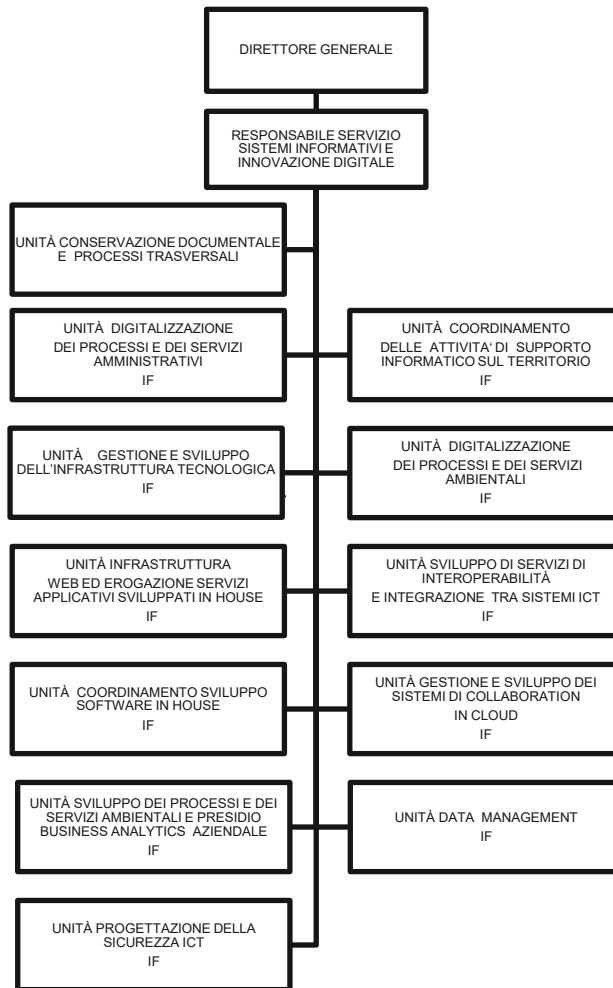 DIRETTORE GENERALE
RESPONSABILE SERVIZIO
SISTEMI INFORMATIVI E
INNOVAZIONE DIGITALE
UNITÀ CONSERVAZIONE DOCUMENTALE
E PROCESSI TRASVERSALI
UNITÀ DIGITALIZZAZIONE
DEI PROCESSI E DEI SERVIZI
AMMINISTRATIVI
IF
UNITÀ COORDINAMENTO
DELLE ATTIVITA' DI SUPPORTO
INFORMATICO SUL TERRITORIO
IF
UNITÀ GESTIONE E SVILUPPO
DELL'INFRASTRUTTURA TECNOLOGICA
IF
UNITÀ DIGITALIZZAZIONE
DEI PROCESSI E DEI SERVIZI
AMBIENTALI
IF
UNITÀ INFRASTRUTTURA
WEB ED EROGAZIONE SERVIZI
APPLICATIVI SVILUPPATI IN HOUSE
IF
UNITÀ SVILUPPO DI SERVIZI DI
INTEROPERABILITÀ
E INTEGRAZIONE TRA SISTEMI ICT
IF
UNITÀ COORDINAMENTO SVILUPPO
SOFTWARE IN HOUSE
IF
UNITÀ GESTIONE E SVILUPPO DEI
SISTEMI DI COLLABORATION
IN CLOUD
IF
UNITÀ SVILUPPO DEI PROCESSI E DEI
SERVIZI AMBIENTALI E PRESIDIO
BUSINESS ANALYTICS AZIENDALE
IF
UNITÀ DATA MANAGEMENT
IF
UNITÀ PROGETTAZIONE DELLA
SICUREZZA ICT
IF